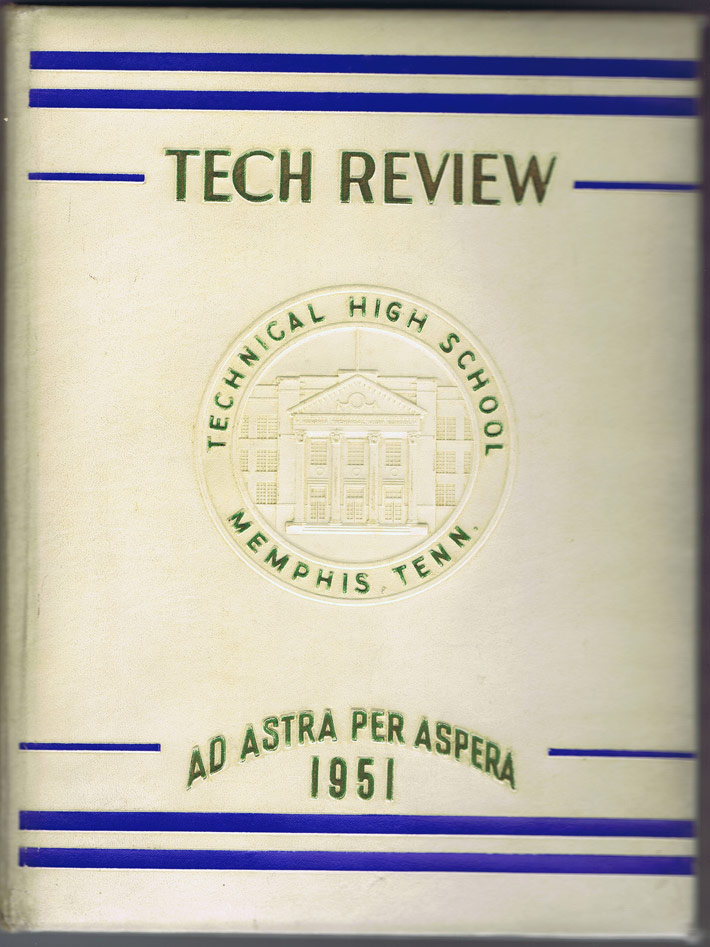 TECH REVIEW
TECHNICAL HIGH SCHOOL
MEMPHIS, TENN.
AD ASTRA PER ASPERA
1951